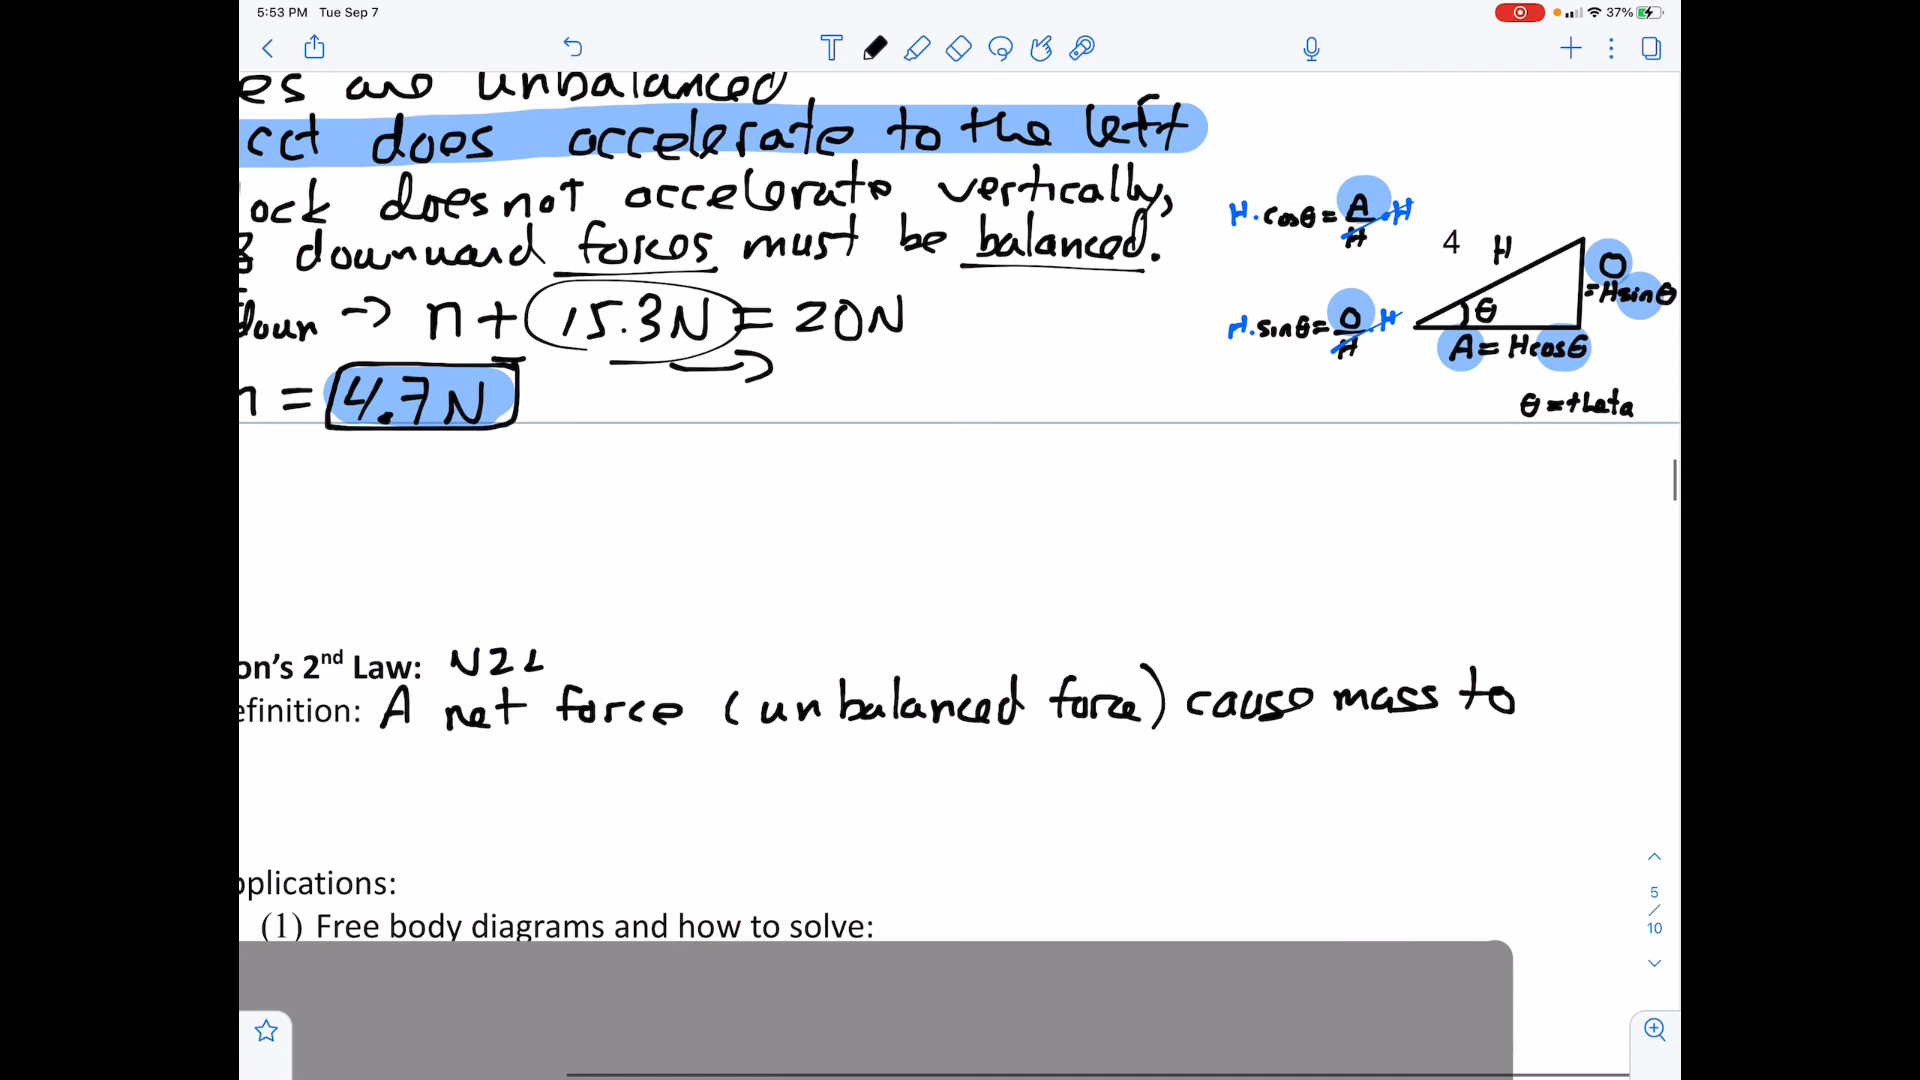 5:53 PM Tue Sep 7
37%
es are unbalanced
ect does accelerate to the left
ock does not accelerate vertically,
& downward forces must be balanced.
down → n + 15.3N = 20N
n = 4.7N
H·cosθ = A/H ·H
H·sinθ = O/H ·H
4 H
O
=Hsinθ
θ
A = Hcosθ
θ = theta
on's 2nd Law: N2L
efinition: A net force (unbalanced force) cause mass to
pplications:
(1) Free body diagrams and how to solve:
5
/
10